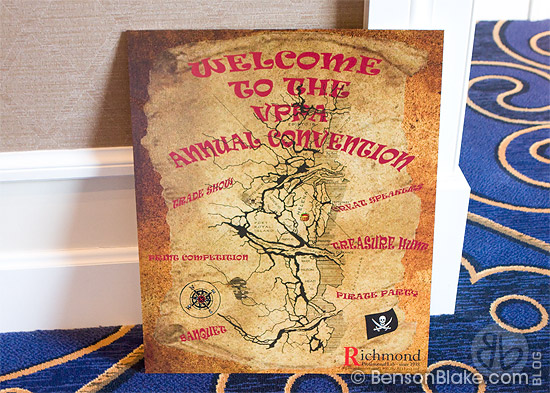 WELCOME
TO THE
VPPA
ANNUAL CONVENTION
TRADE SHOW
GREAT SPEAKERS
TREASURE HUNT
PRINT COMPETITION
PIRATE PARTY
BANQUET
Richmond
© BensonBlake.com
BLOG